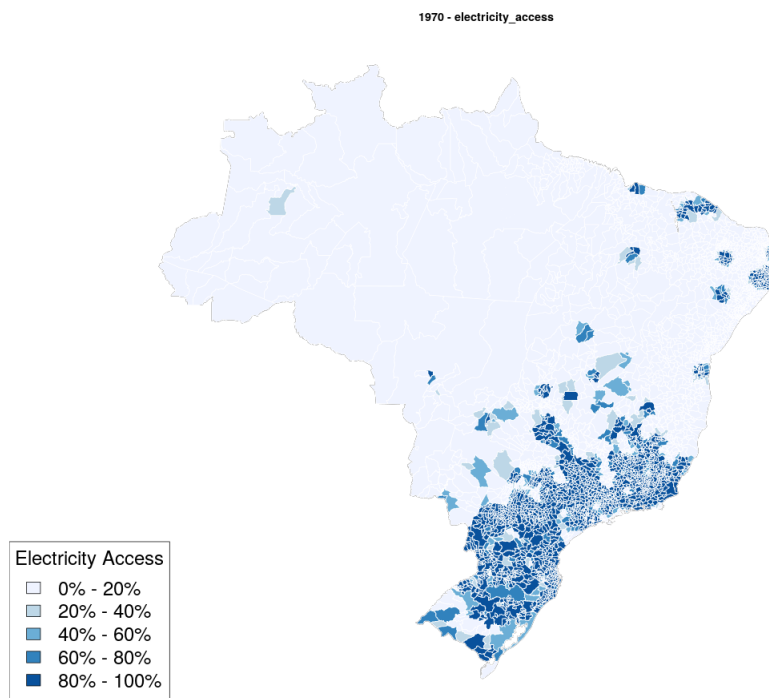 1970 - electricity_access
Electricity Access
0% - 20%
20% - 40%
40% - 60%
60% - 80%
80% - 100%